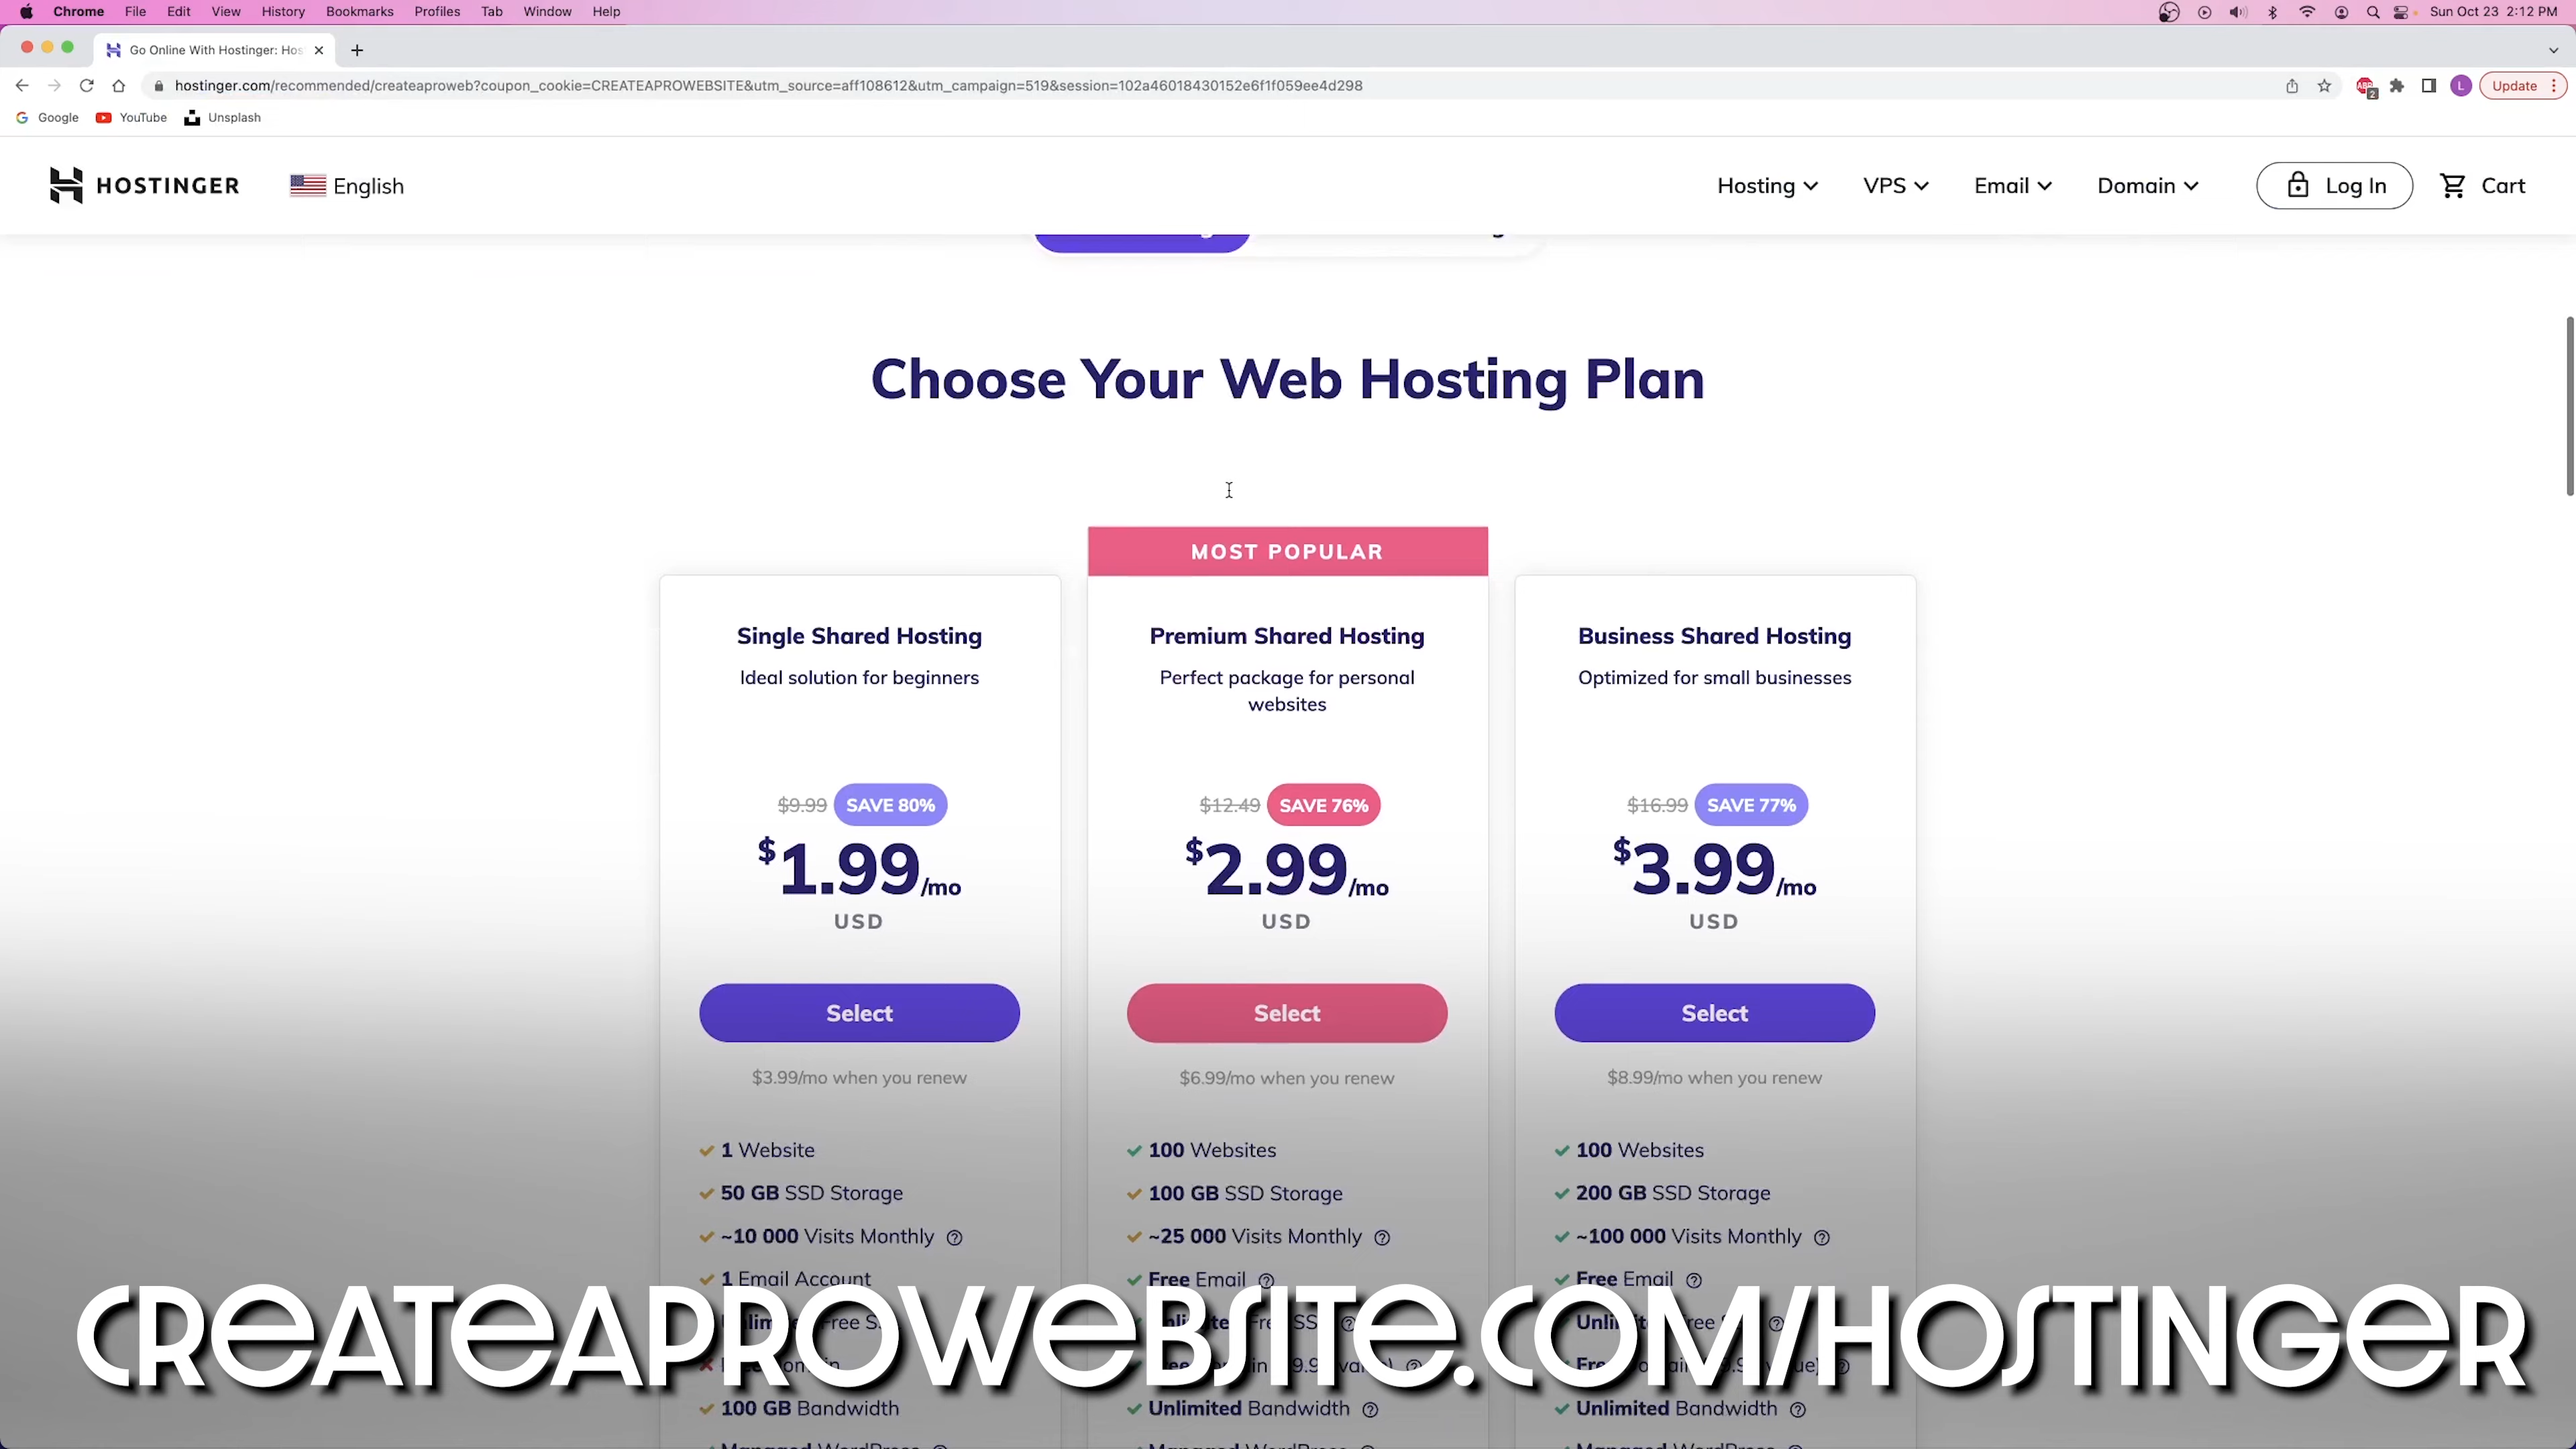 Chrome File Edit View History Bookmarks Profiles Tab Window Help
Sun Oct 23 2:12 PM
Go Online With Hostinger: Hos
hostinger.com/recommended/createaproweb?coupon_cookie=CREATEAPROWEBSITE&utm_source=aff108612&utm_campaign=519&session=102a46018430152e6f1f059ee4d298
ABP 2
L
Update
Google YouTube Unsplash
HOSTINGER
English
Hosting VPS Email Domain Log In Cart
Choose Your Web Hosting Plan
MOST POPULAR
Single Shared Hosting
Ideal solution for beginners
$9.99 SAVE 80%
$1.99/mo
USD
Select
$3.99/mo when you renew
1 Website
50 GB SSD Storage
~10 000 Visits Monthly
1 Email Account
100 GB Bandwidth
Premium Shared Hosting
Perfect package for personal
websites
$12.49 SAVE 76%
$2.99/mo
USD
Select
$6.99/mo when you renew
100 Websites
100 GB SSD Storage
~25 000 Visits Monthly
Free Email
Unlimited Bandwidth
Business Shared Hosting
Optimized for small businesses
$16.99 SAVE 77%
$3.99/mo
USD
Select
$8.99/mo when you renew
100 Websites
200 GB SSD Storage
~100 000 Visits Monthly
Free Email
Unlimited Bandwidth
CREATEAPROWEBSITE.COM/HOSTINGER